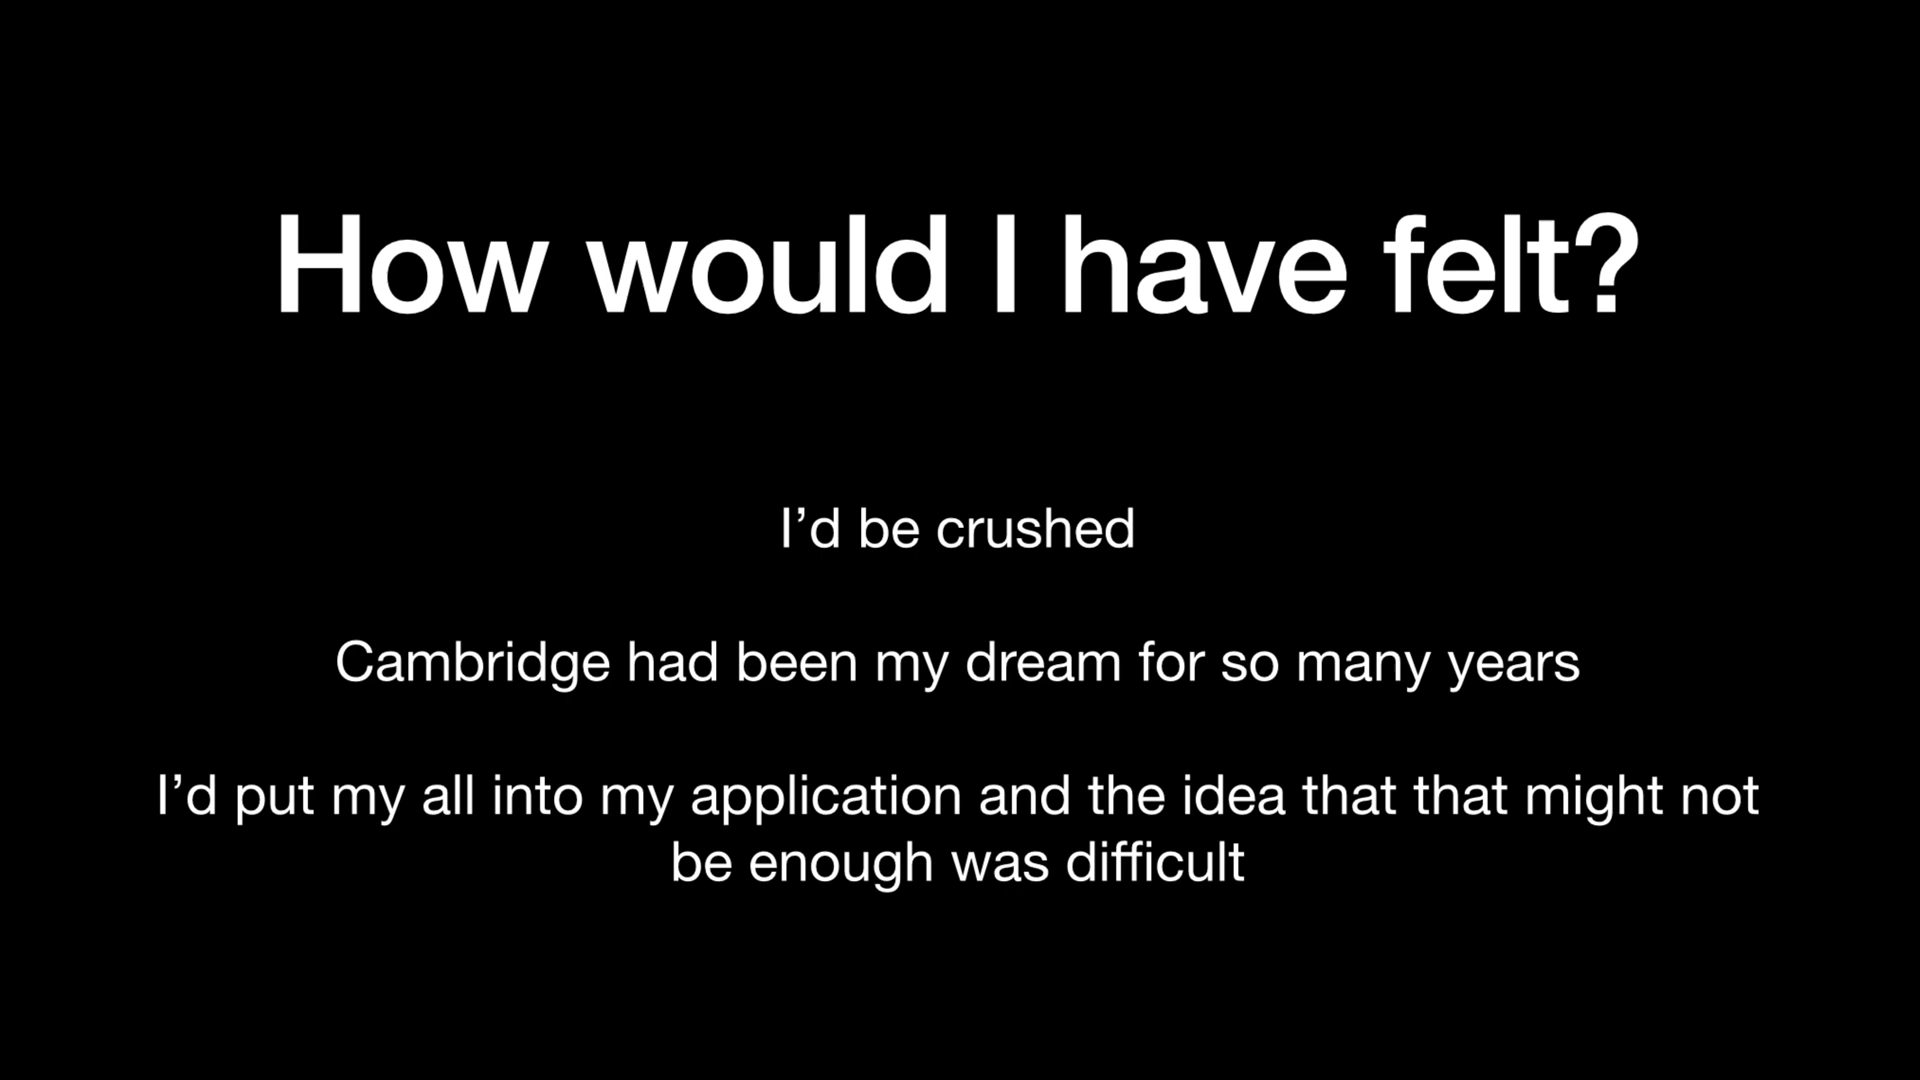 How would I have felt?
I’d be crushed
Cambridge had been my dream for so many years
I’d put my all into my application and the idea that that might not
be enough was difficult